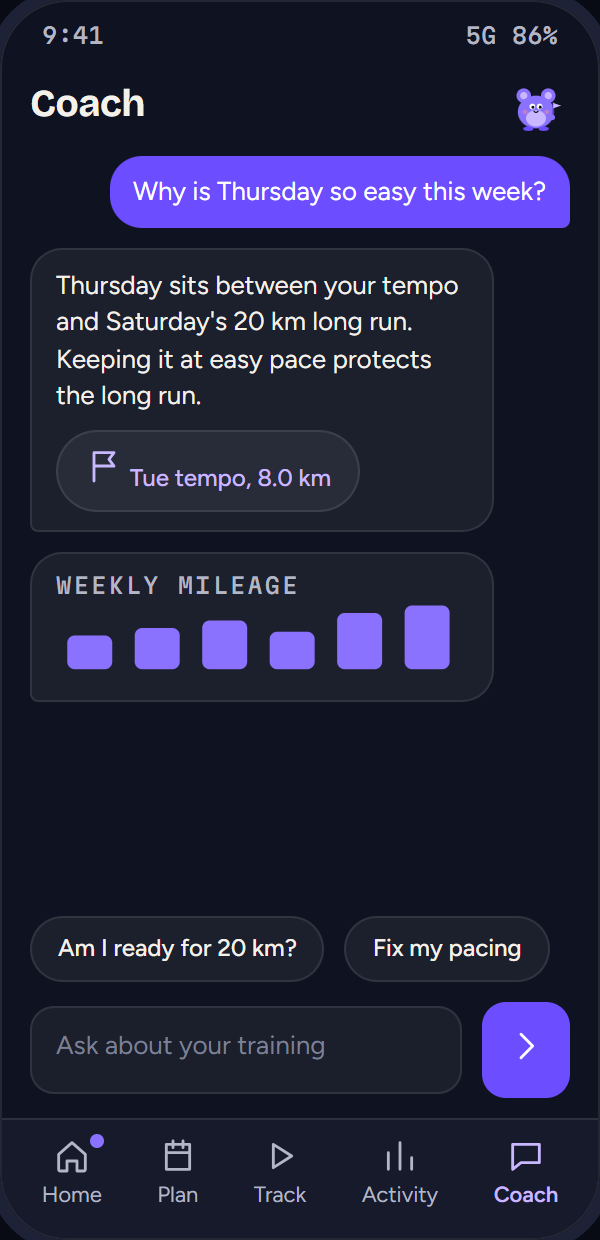 9:41
5G 86%
Coach
Why is Thursday so easy this week?
Thursday sits between your tempo
and Saturday's 20 km long run.
Keeping it at easy pace protects
the long run.
Tue tempo, 8.0 km
WEEKLY MILEAGE
Am I ready for 20 km?
Fix my pacing
Ask about your training
Home
Plan
Track
Activity
Coach